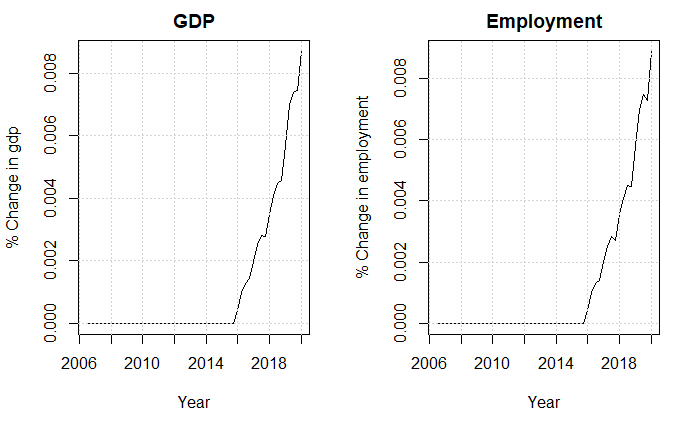 GDP
% Change in gdp
0.000 0.002 0.004 0.006 0.008
2006 2010 2014 2018
Year
Employment
% Change in employment
0.000 0.002 0.004 0.006 0.008
2006 2010 2014 2018
Year